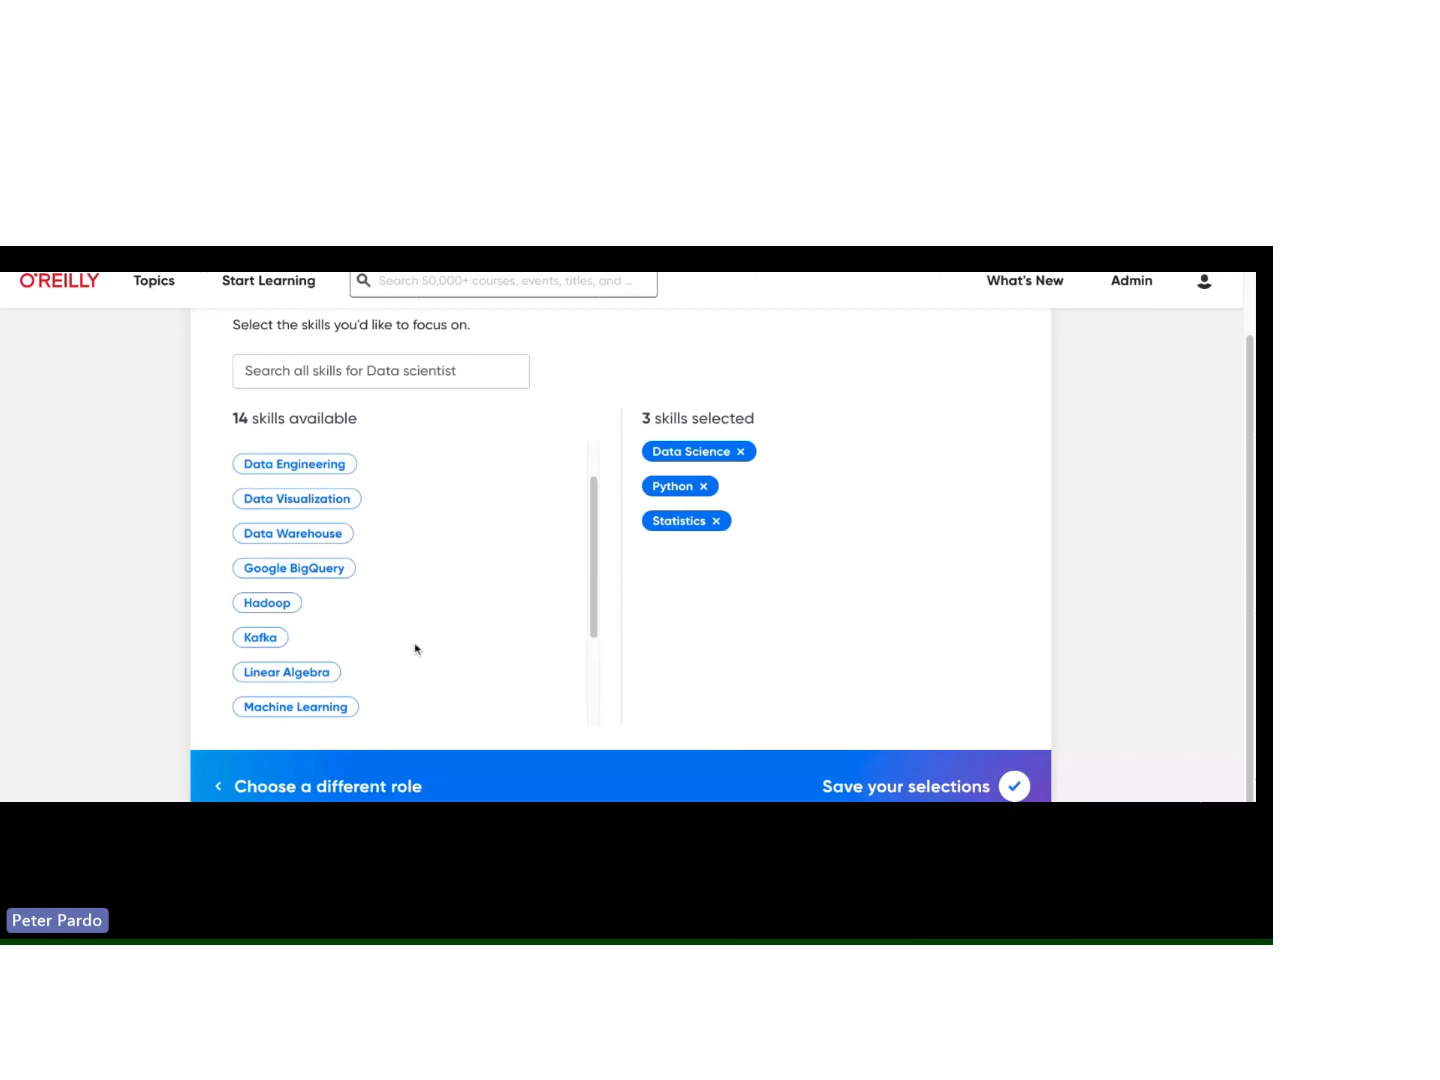 O'REILLY
Topics
Start Learning
Search 50,000+ courses, events, titles, and ...
What's New
Admin
Select the skills you'd like to focus on.
Search all skills for Data scientist
14 skills available
Data Engineering
Data Visualization
Data Warehouse
Google BigQuery
Hadoop
Kafka
Linear Algebra
Machine Learning
3 skills selected
Data Science ×
Python ×
Statistics ×
< Choose a different role
Save your selections
Peter Pardo